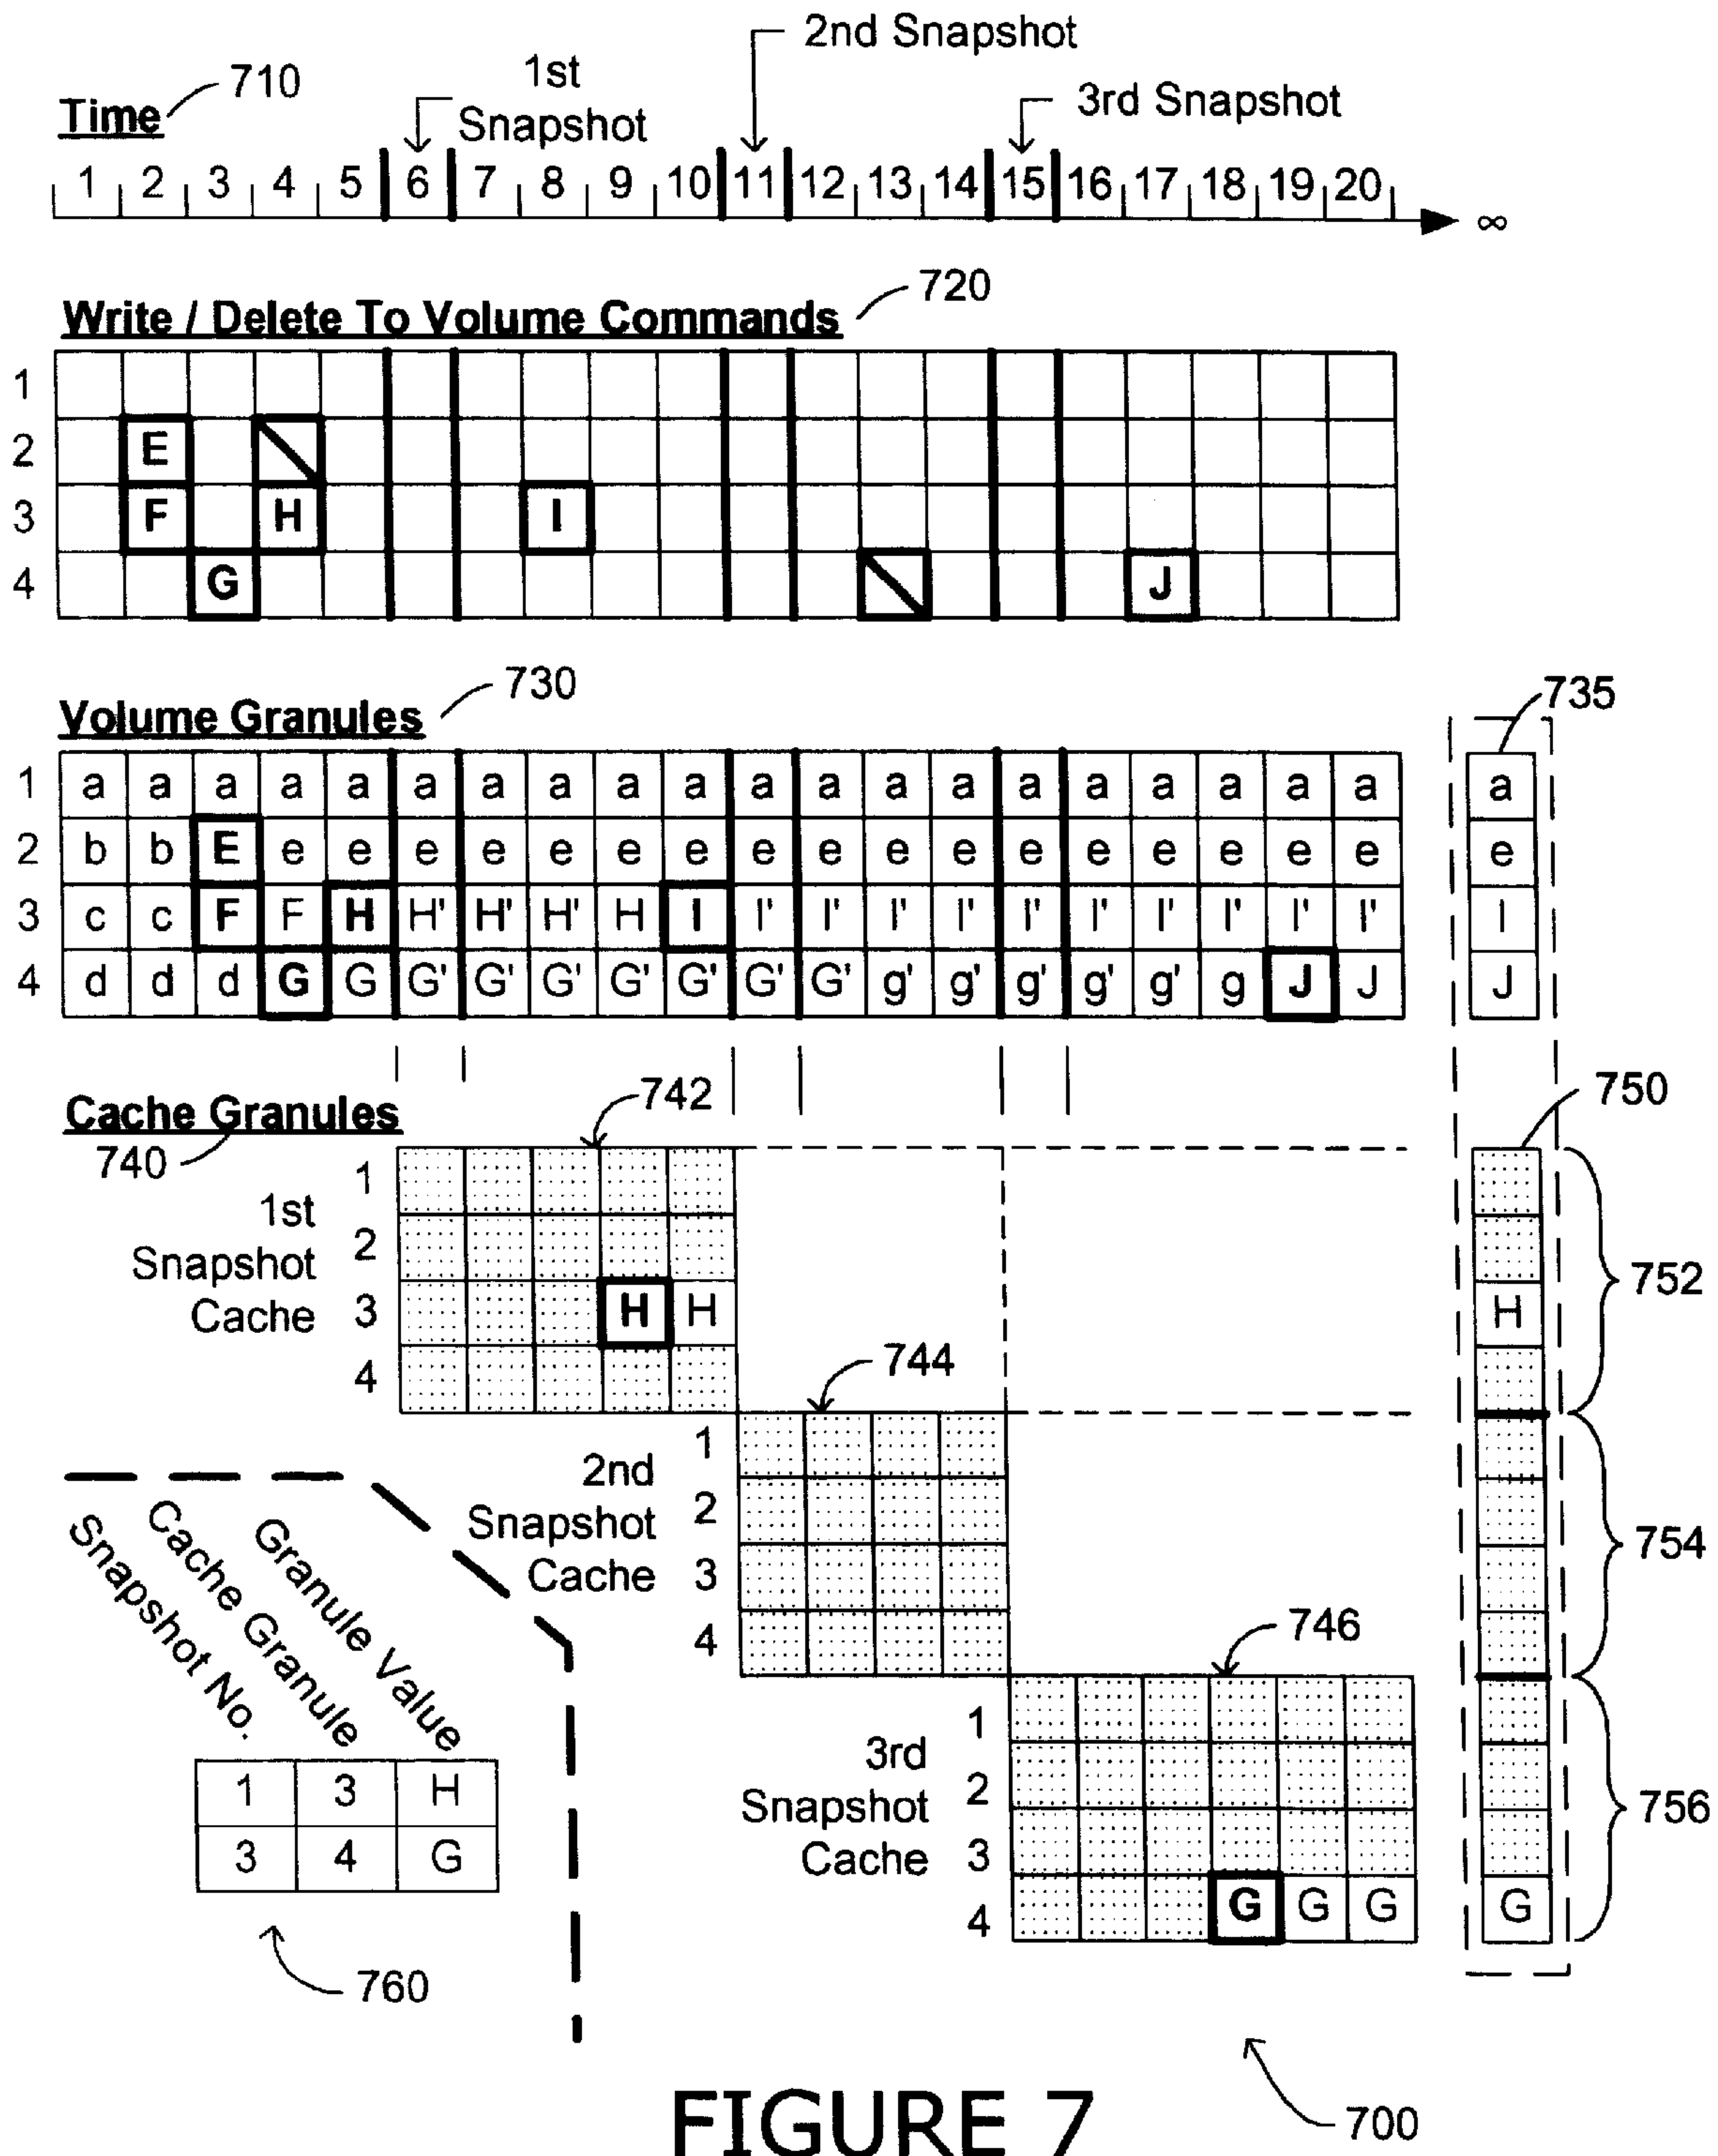 2nd Snapshot
1st
Snapshot
3rd Snapshot
Time 710
1 2 3 4 5 6 7 8 9 10 11 12 13 14 15 16 17 18 19 20
∞
Write / Delete To Volume Commands 720
1
2 E
3 F H I
4 G J
Volume Granules 730
735
1 a a a a a a a a a a a a a a a a a a a a a
2 b b E e e e e e e e e e e e e e e e e e e
3 c c F F H H' H' H' H I I' I' I' I' I' I' I' I' I' I' I
4 d d d G G G' G' G' G' G' G' G' g' g' g' g' g' g J J J
Cache Granules
740
742
750
1st
Snapshot
Cache
1
2
3 H H H
4
752
744
2nd
Snapshot
Cache
1
2
3
4
754
746
3rd
Snapshot
Cache
1
2
3
4 G G G G
756
Snapshot No.
Cache Granule
Granule Value
1 3 H
3 4 G
760
700
FIGURE 7